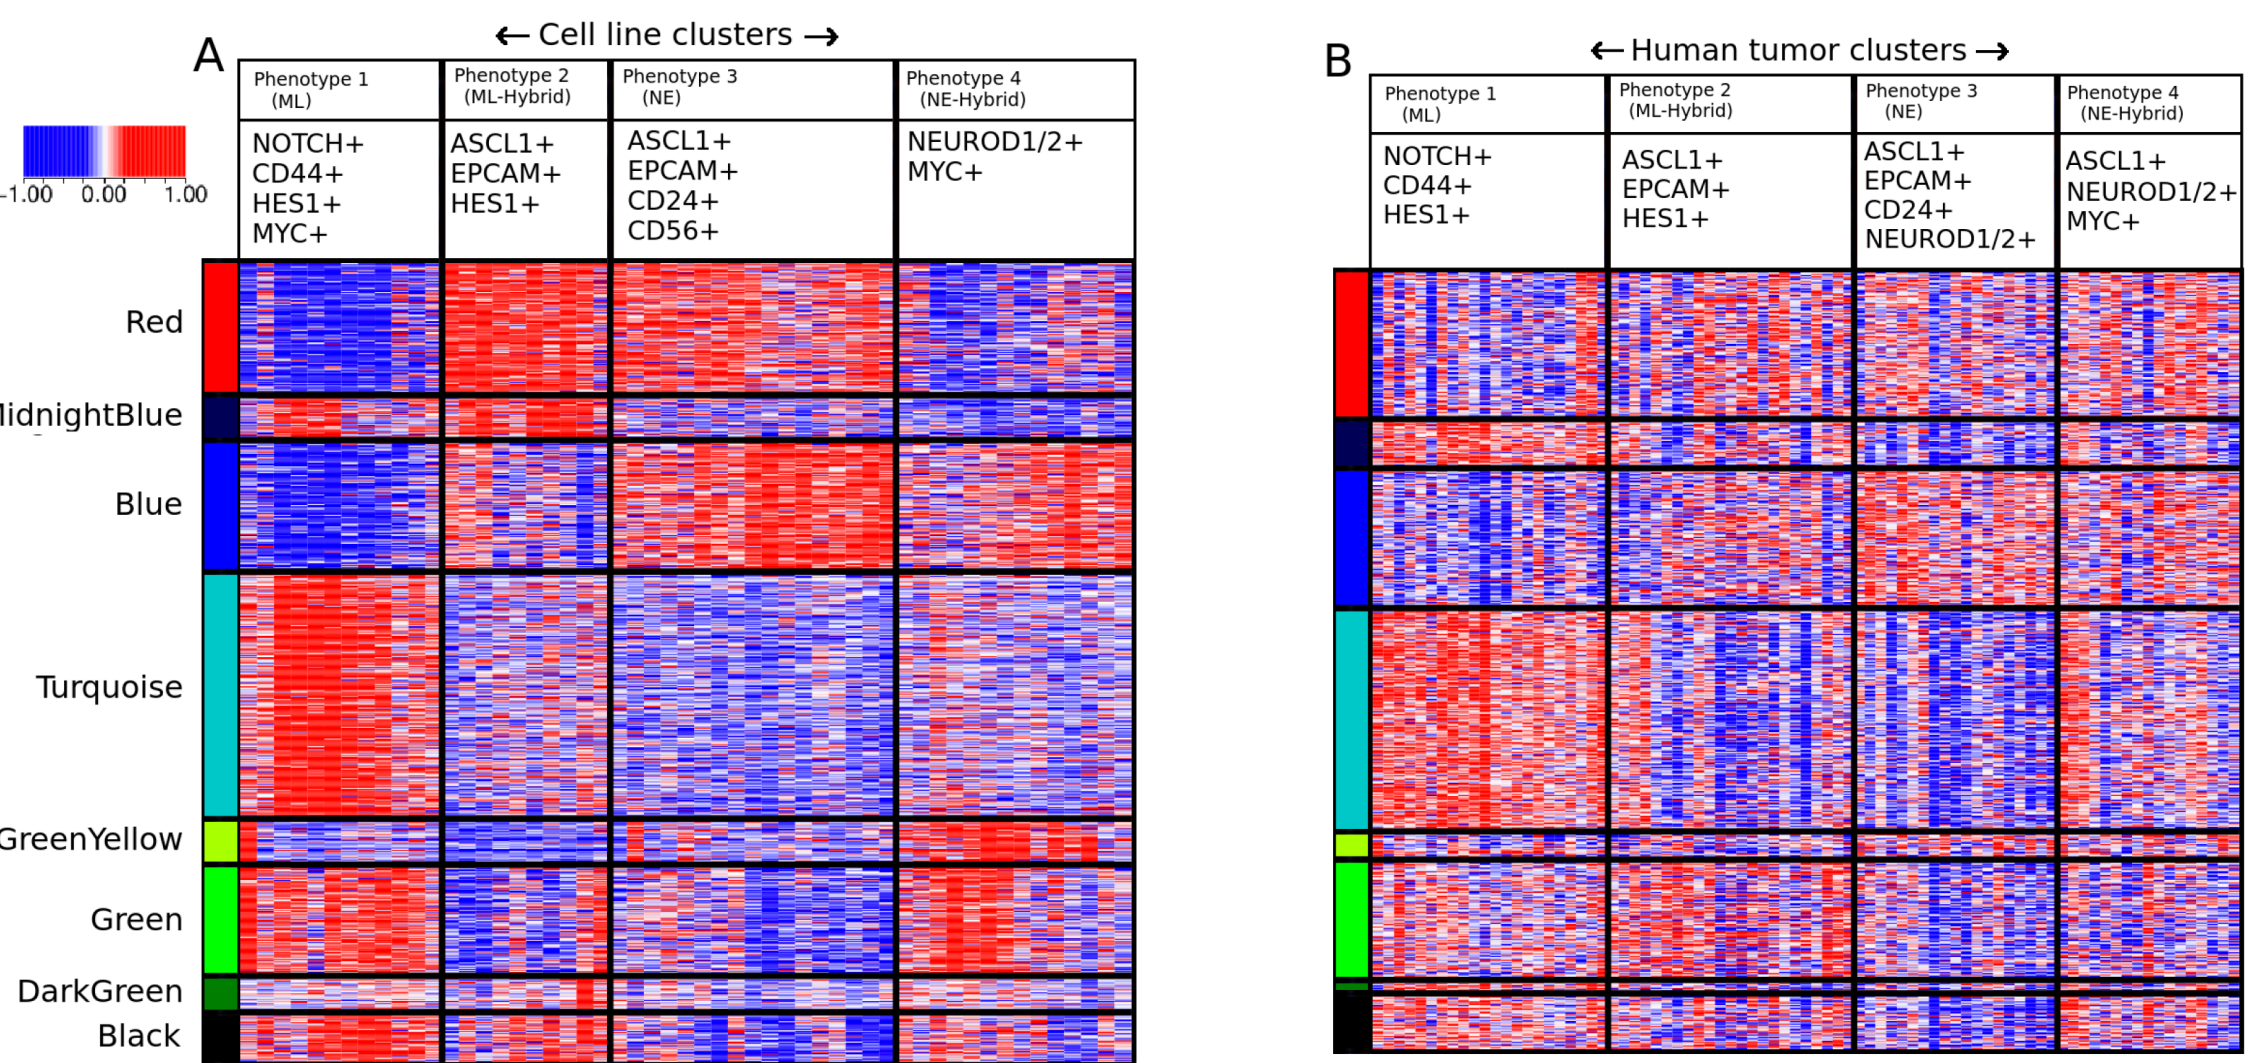 A
← Cell line clusters →
Phenotype 1
(ML)
Phenotype 2
(ML-Hybrid)
Phenotype 3
(NE)
Phenotype 4
(NE-Hybrid)
NOTCH+
CD44+
HES1+
MYC+
ASCL1+
EPCAM+
HES1+
ASCL1+
EPCAM+
CD24+
CD56+
NEUROD1/2+
MYC+
-1.00 0.00 1.00
Red
MidnightBlue
Blue
Turquoise
GreenYellow
Green
DarkGreen
Black
B
← Human tumor clusters →
Phenotype 1
(ML)
Phenotype 2
(ML-Hybrid)
Phenotype 3
(NE)
Phenotype 4
(NE-Hybrid)
NOTCH+
CD44+
HES1+
ASCL1+
EPCAM+
HES1+
ASCL1+
EPCAM+
CD24+
NEUROD1/2+
ASCL1+
NEUROD1/2+
MYC+